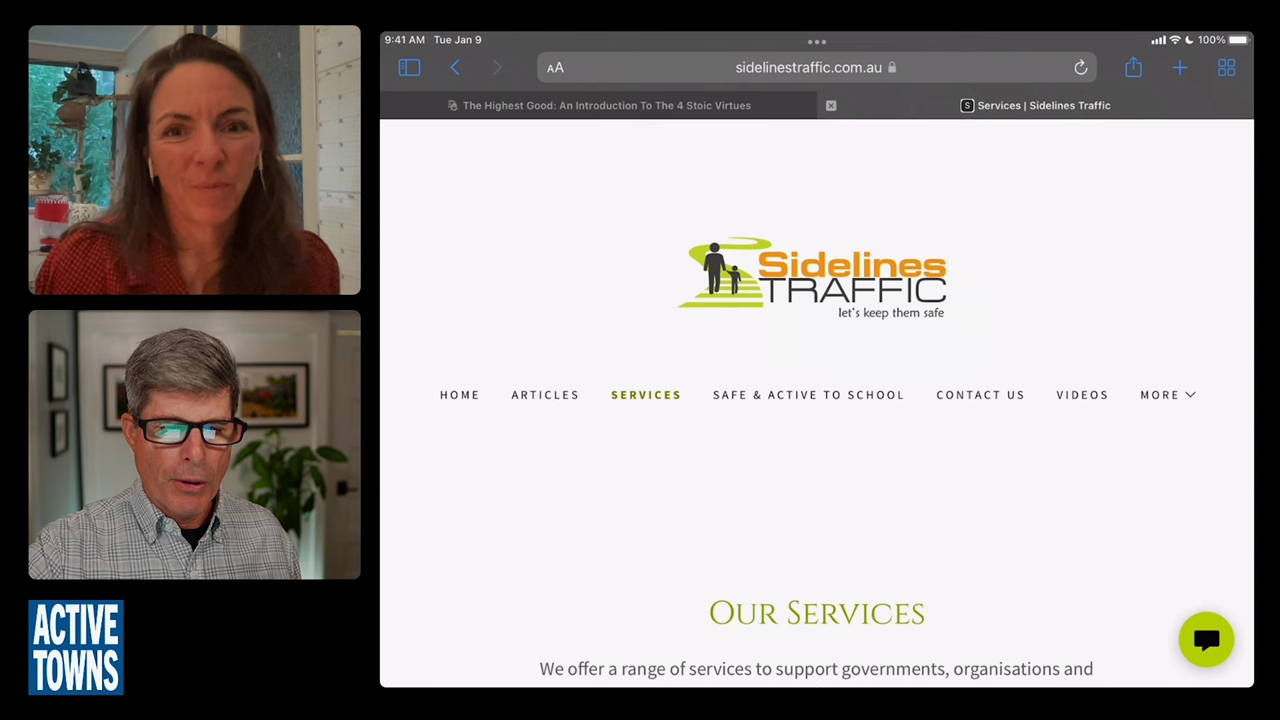 9:41 AM Tue Jan 9
100%
AA
sidelinestraffic.com.au
The Highest Good: An Introduction To The 4 Stoic Virtues
S Services | Sidelines Traffic
Sidelines
TRAFFIC
let's keep them safe
HOME ARTICLES SERVICES SAFE & ACTIVE TO SCHOOL CONTACT US VIDEOS MORE
OUR SERVICES
We offer a range of services to support governments, organisations and
ACTIVE
TOWNS